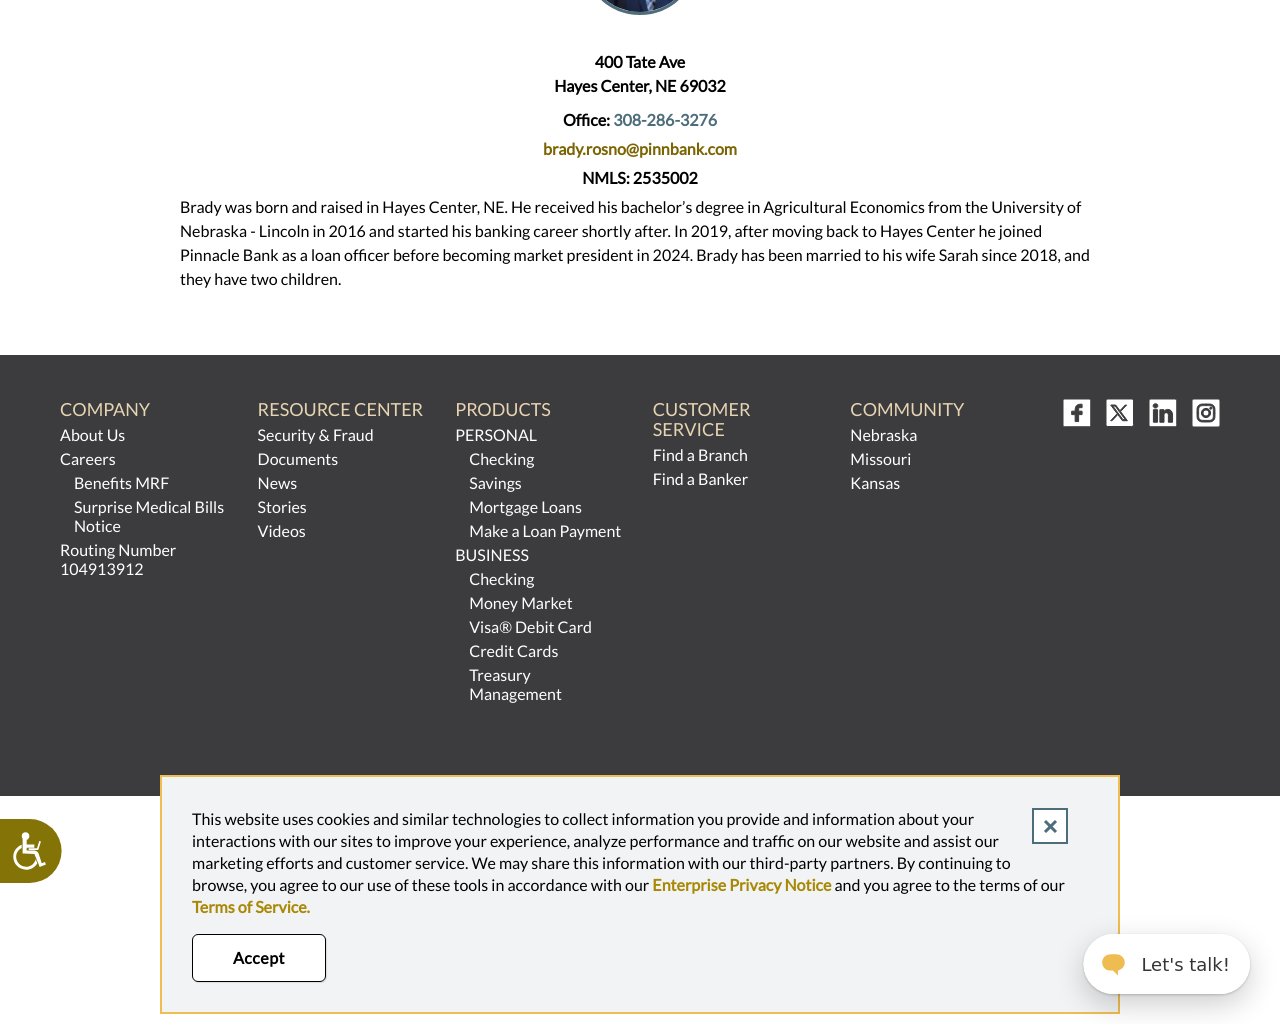 400 Tate Ave
Hayes Center, NE 69032
Office: 308-286-3276
brady.rosno@pinnbank.com
NMLS: 2535002
Brady was born and raised in Hayes Center, NE. He received his bachelor’s degree in Agricultural Economics from the University of
Nebraska - Lincoln in 2016 and started his banking career shortly after. In 2019, after moving back to Hayes Center he joined
Pinnacle Bank as a loan officer before becoming market president in 2024. Brady has been married to his wife Sarah since 2018, and
they have two children.
COMPANY
About Us
Careers
Benefits MRF
Surprise Medical Bills
Notice
Routing Number
104913912
RESOURCE CENTER
Security & Fraud
Documents
News
Stories
Videos
PRODUCTS
PERSONAL
Checking
Savings
Mortgage Loans
Make a Loan Payment
BUSINESS
Checking
Money Market
Visa® Debit Card
Credit Cards
Treasury
Management
CUSTOMER
SERVICE
Find a Branch
Find a Banker
COMMUNITY
Nebraska
Missouri
Kansas
This website uses cookies and similar technologies to collect information you provide and information about your
interactions with our sites to improve your experience, analyze performance and traffic on our website and assist our
marketing efforts and customer service. We may share this information with our third-party partners. By continuing to
browse, you agree to our use of these tools in accordance with our Enterprise Privacy Notice and you agree to the terms of our
Terms of Service.
Accept
Let's talk!